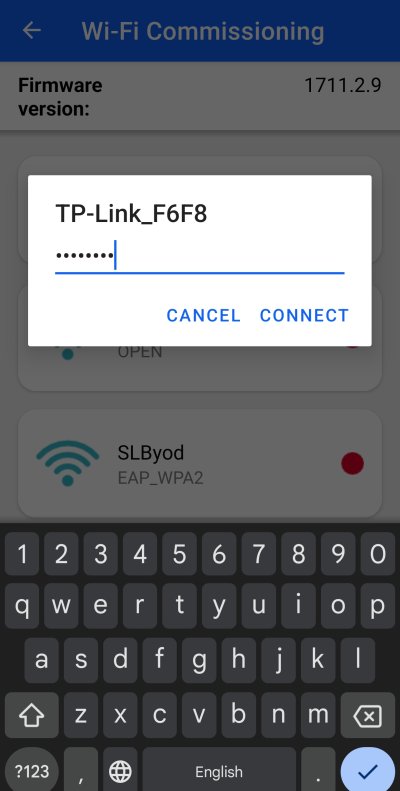 Wi-Fi Commissioning
Firmware version: 1711.2.9
TP-Link_F6F8
••••••••
CANCEL CONNECT
OPEN
SLByod
EAP_WPA2
1 2 3 4 5 6 7 8 9 0
q w e r t y u i o p
a s d f g h j k l
z x c v b n m
?123 , English .